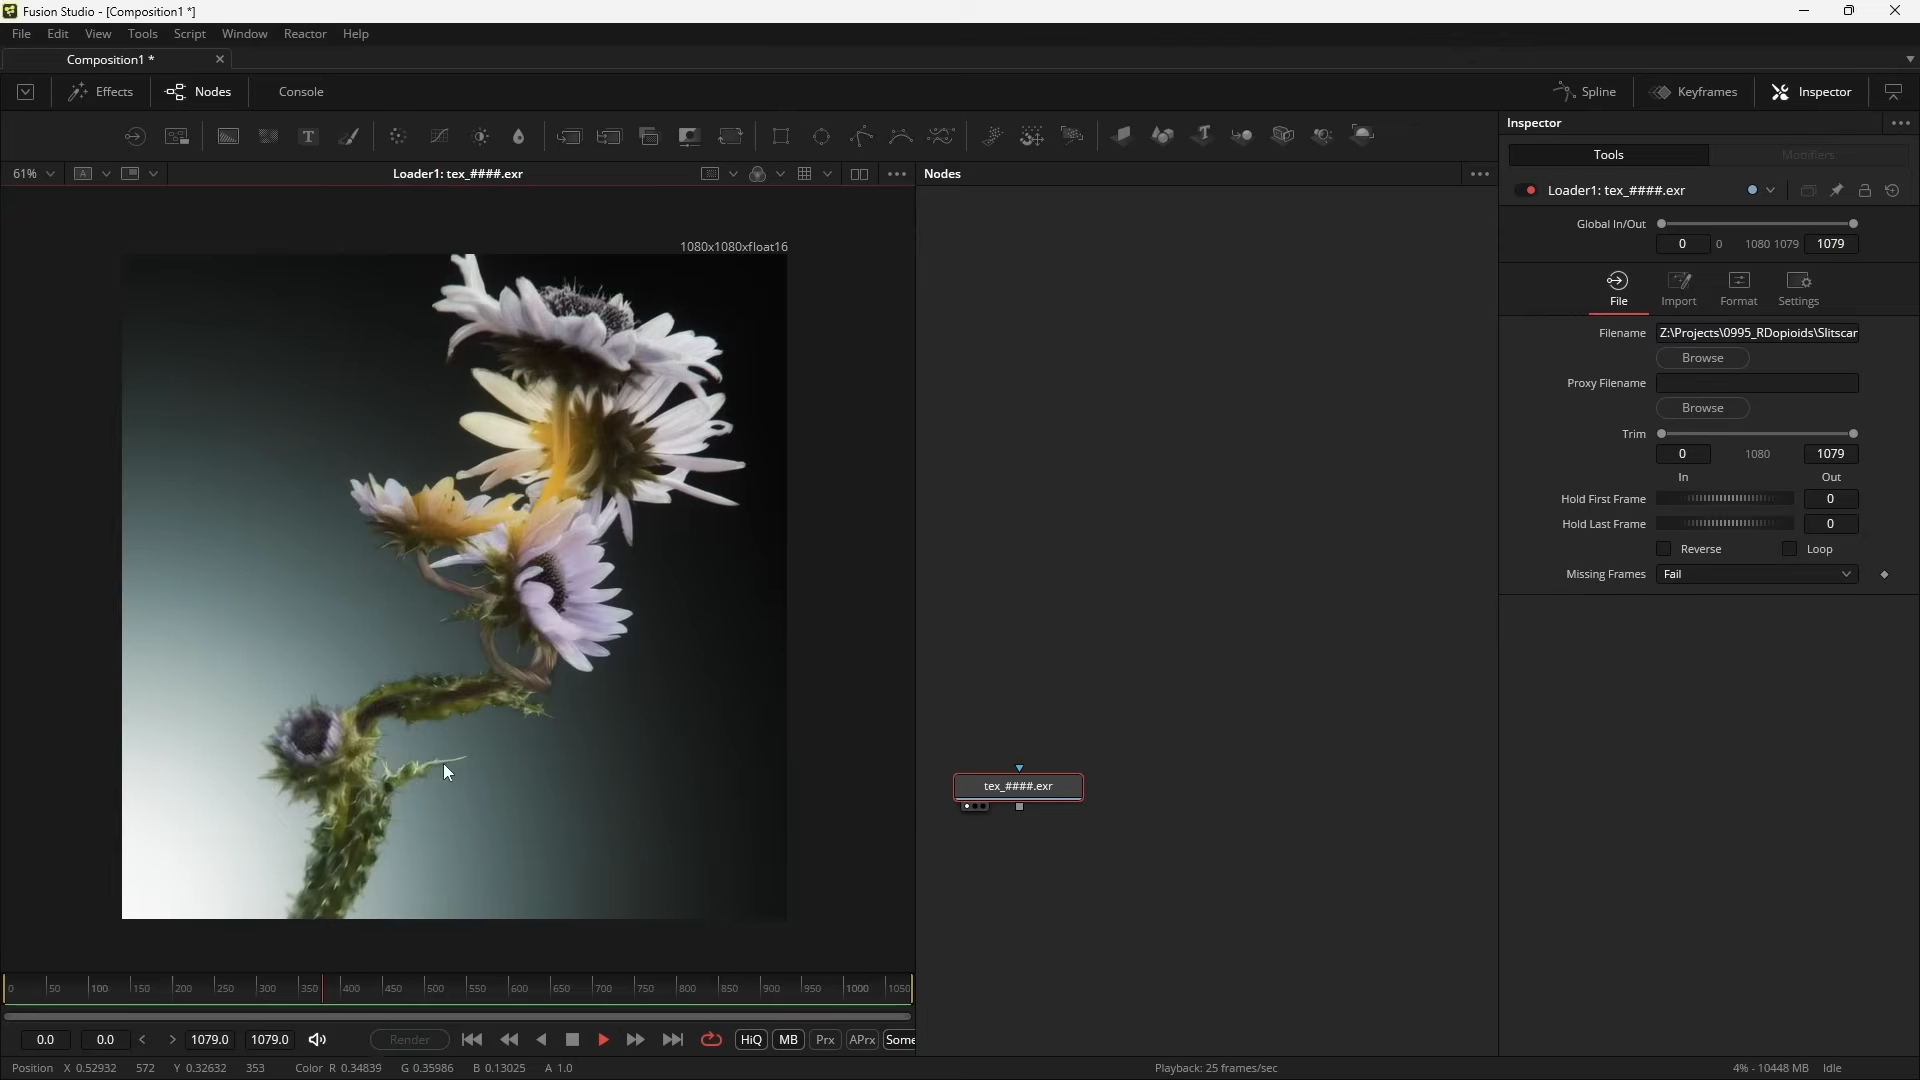 Fusion Studio - [Composition1 *]
File Edit View Tools Script Window Reactor Help
Composition1 *
Effects Nodes Console Spline Keyframes Inspector
Inspector
61% A Loader1: tex_####.exr Nodes
Tools Modifiers
Loader1: tex_####.exr
Global In/Out
0 0 1080 1079 1079
1080x1080xfloat16
File Import Format Settings
Filename Z:\Projects\0995_RDopioids\Slitscar
Browse
Proxy Filename
Browse
Trim
0 1080 1079
In Out
Hold First Frame 0
Hold Last Frame 0
Reverse Loop
Missing Frames Fail
tex_####.exr
0 50 100 150 200 250 300 350 400 450 500 550 600 650 700 750 800 850 900 950 1000 1050
0.0 0.0 < > 1079.0 1079.0 Render HiQ MB Prx APrx Some
Position X 0.52932 572 Y 0.32632 353 Color R 0.34839 G 0.35986 B 0.13025 A 1.0 Playback: 25 frames/sec 4% - 10448 MB Idle